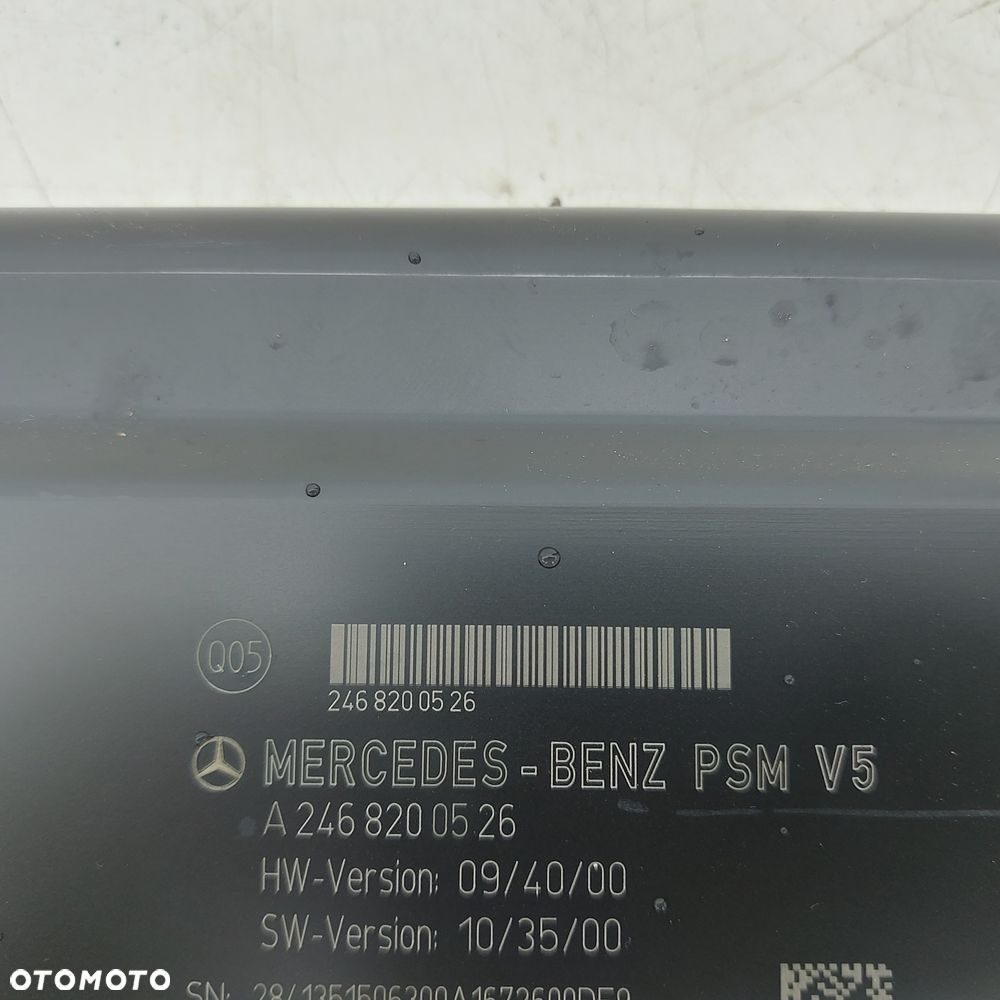 Q05
246 820 05 26
MERCEDES-BENZ PSM V5
A 246 820 05 26
HW-Version: 09/40/00
SW-Version: 10/35/00
SN:
OTOMOTO